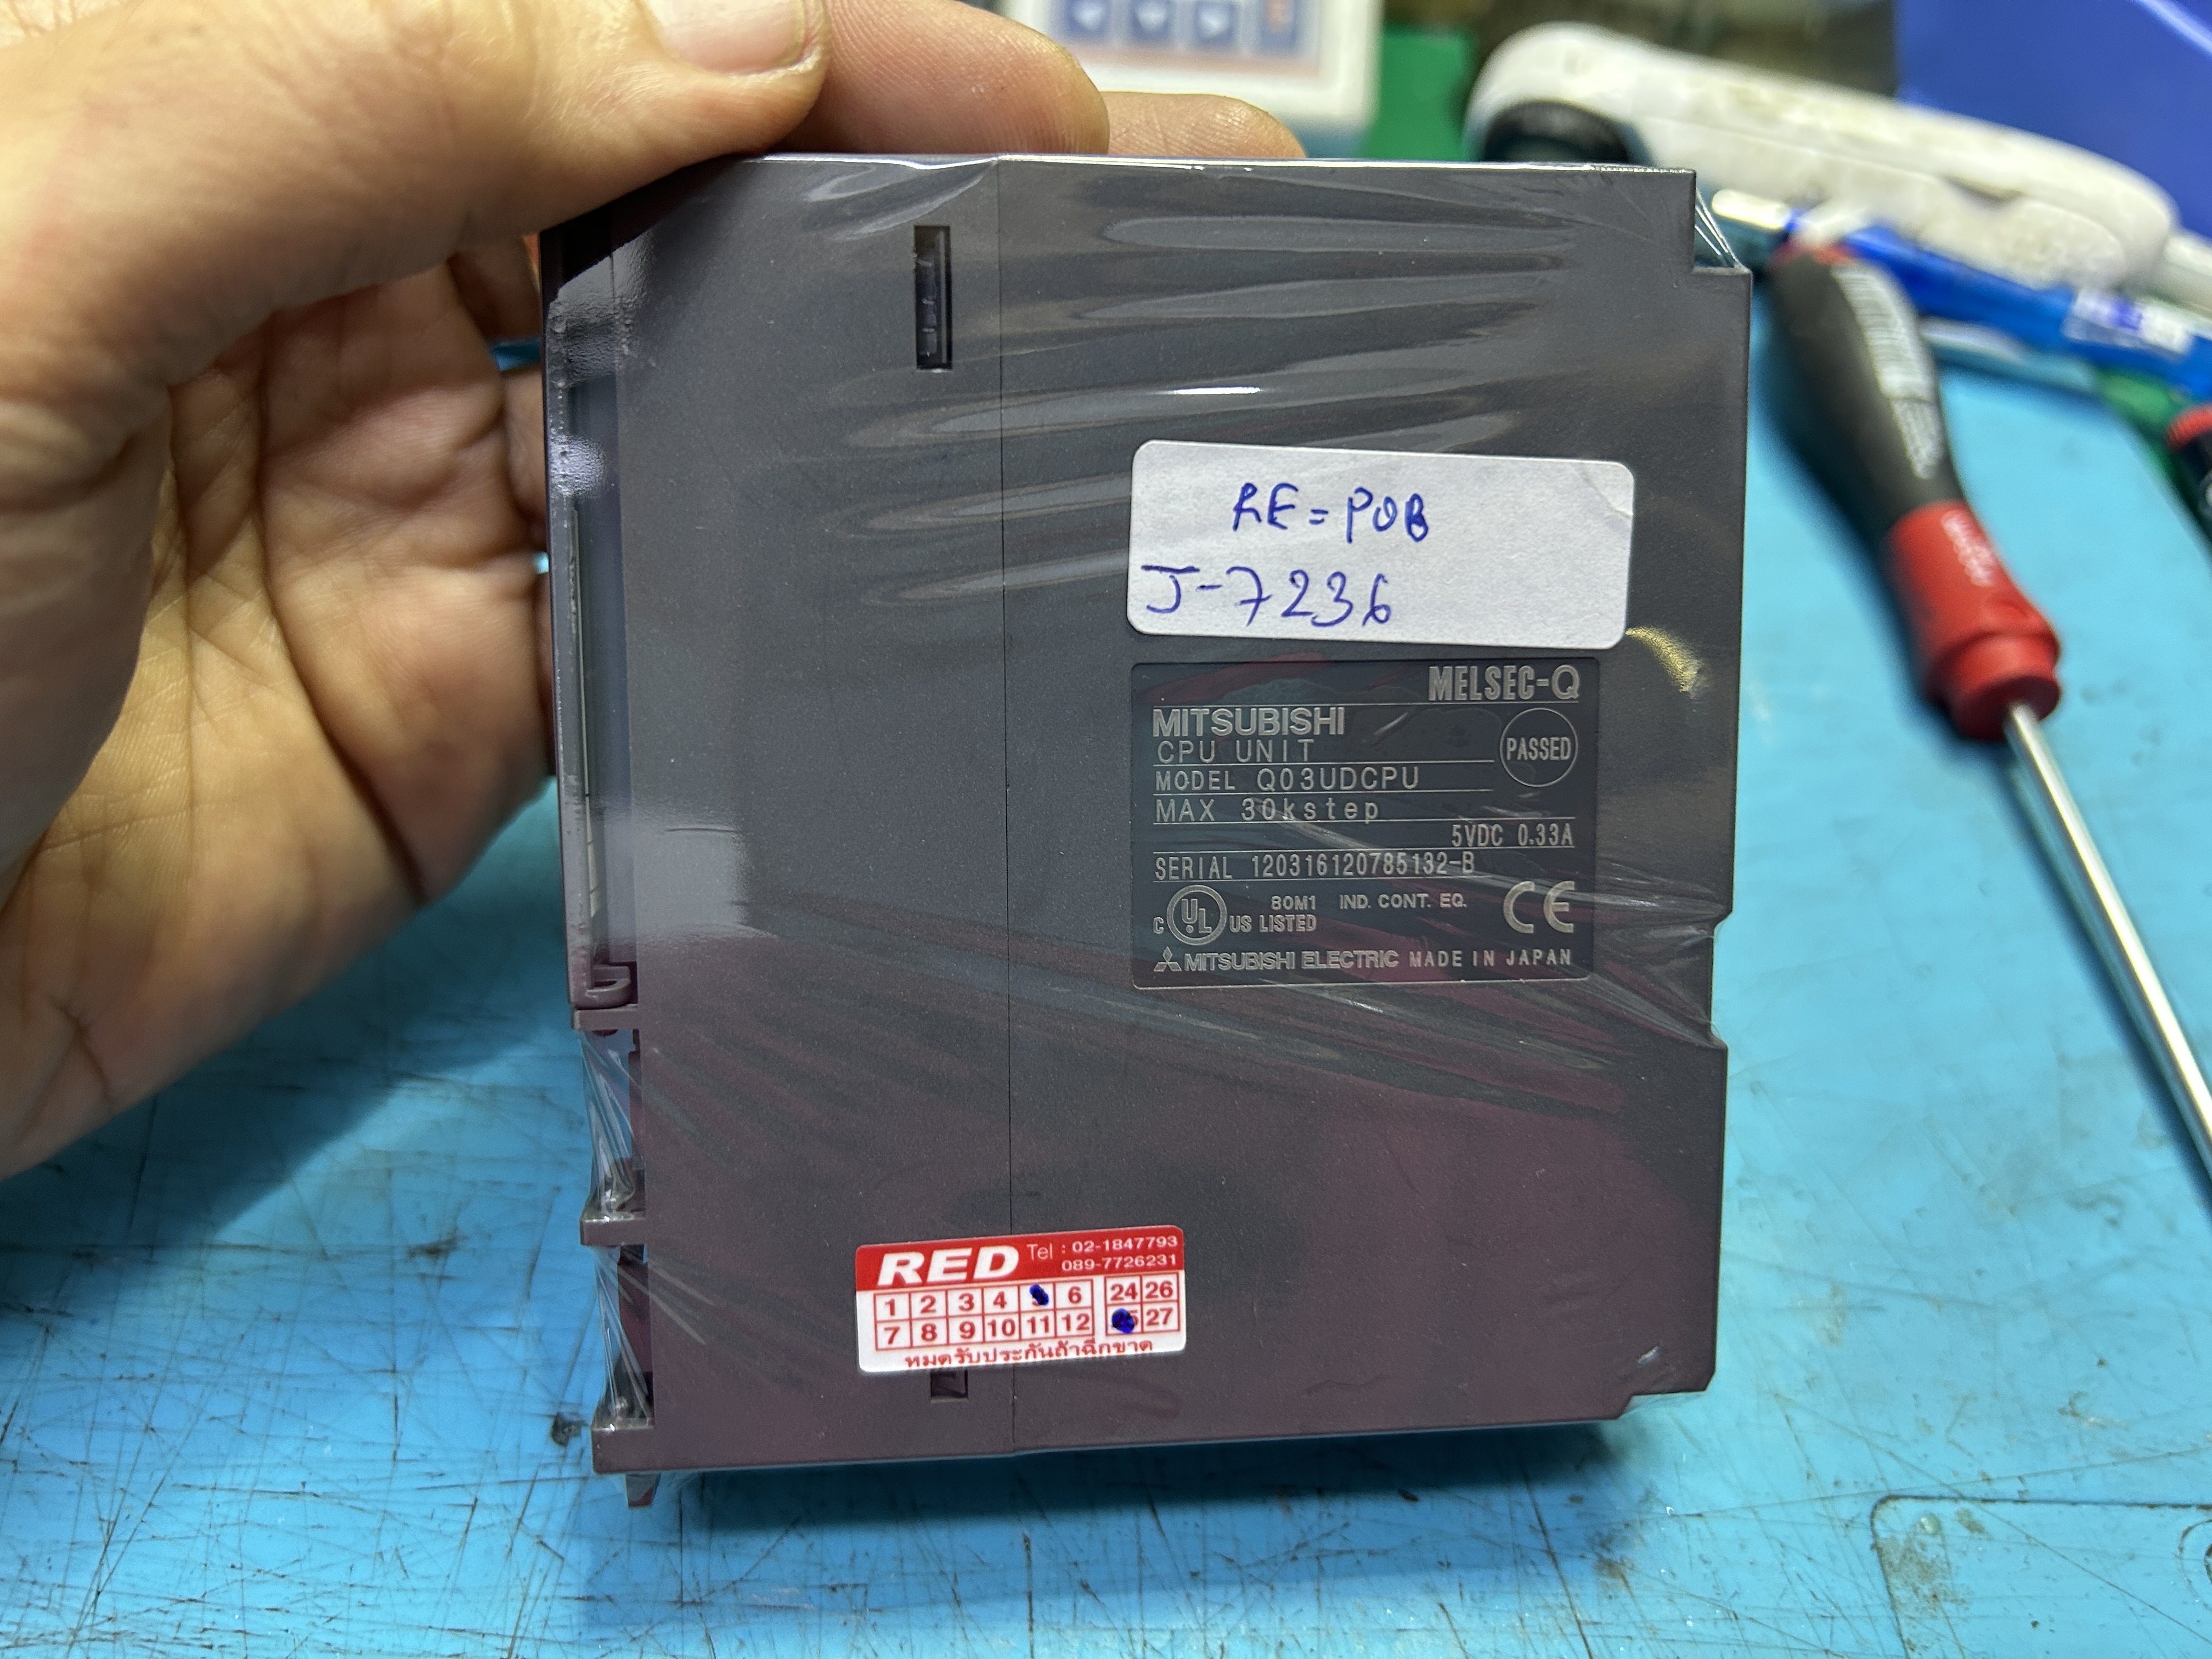 RE=POB
J-7236
MELSEC-Q
MITSUBISHI
CPU UNIT
PASSED
MODEL Q03UDCPU
MAX 30kstep
5VDC 0.33A
SERIAL 120316120785132-B
80M1 IND. CONT. EQ.
C UL US LISTED CE
MITSUBISHI ELECTRIC MADE IN JAPAN
RED Tel : 02-1847793
089-7726231
1 2 3 4 6 24 26
7 8 9 10 11 12 25 27
หมดรับประกันถ้าฉีกขาด